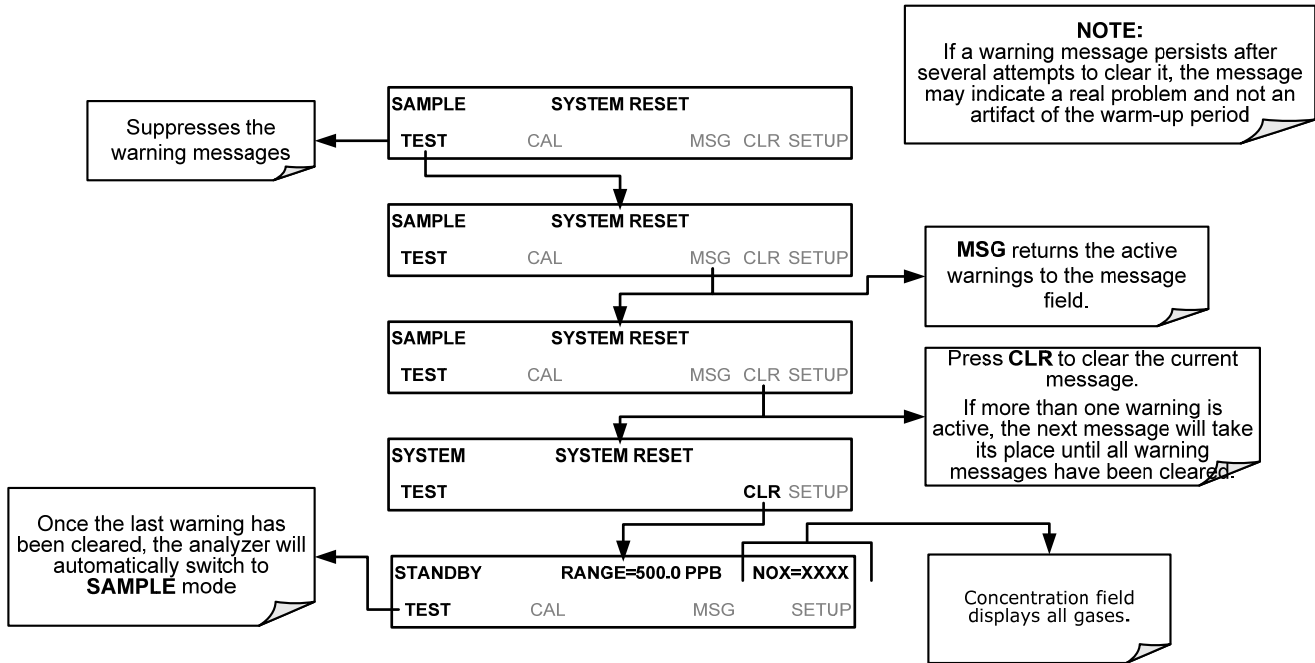 NOTE:
If a warning message persists after
several attempts to clear it, the message
may indicate a real problem and not an
artifact of the warm-up period
SAMPLE SYSTEM RESET
TEST CAL MSG CLR SETUP
Suppresses the
warning messages
SAMPLE SYSTEM RESET
TEST CAL MSG CLR SETUP
MSG returns the active
warnings to the message
field.
SAMPLE SYSTEM RESET
TEST CAL MSG CLR SETUP
Press CLR to clear the current
message.
If more than one warning is
active, the next message will take
its place until all warning
messages have been cleared.
SYSTEM SYSTEM RESET
TEST CLR SETUP
Once the last warning has
been cleared, the analyzer will
automatically switch to
SAMPLE mode
STANDBY RANGE=500.0 PPB NOX=XXXX
TEST CAL MSG SETUP
Concentration field
displays all gases.